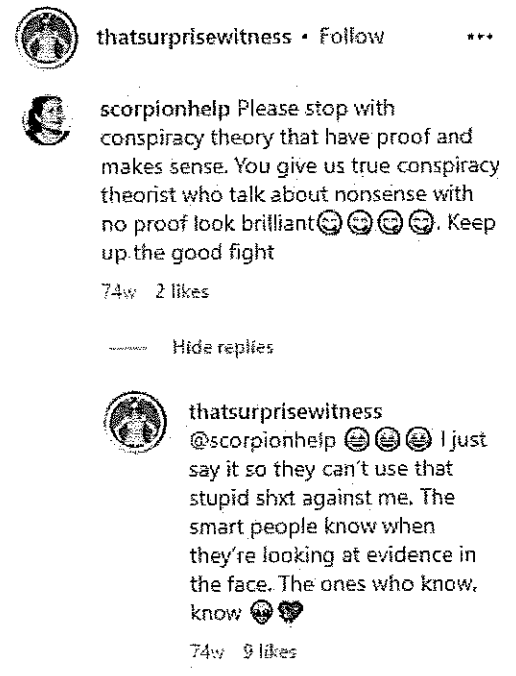 thatsurprisewitness • Follow
scorpionhelp Please stop with
conspiracy theory that have proof and
makes sense. You give us true conspiracy
theorist who talk about nonsense with
no proof look brilliant😋😋😋😋. Keep
up the good fight
74w 2 likes
Hide replies
thatsurprisewitness
@scorpionhelp 😂😂😂 I just
say it so they can't use that
stupid shxt against me. The
smart people know when
they're looking at evidence in
the face. The ones who know,
know 👽💖
74w 9 likes